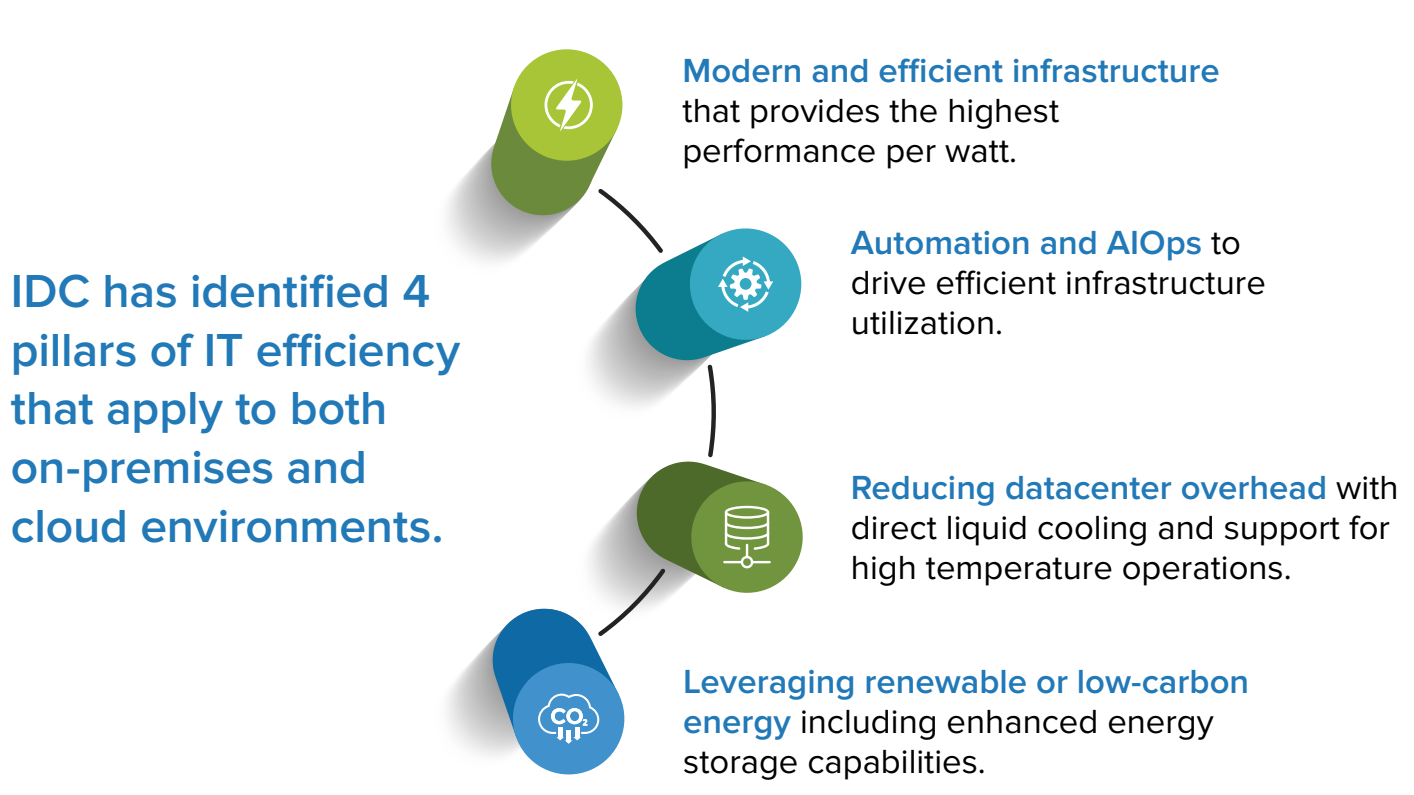 IDC has identified 4
pillars of IT efficiency
that apply to both
on-premises and
cloud environments.
Modern and efficient infrastructure
that provides the highest
performance per watt.
Automation and AIOps to
drive efficient infrastructure
utilization.
Reducing datacenter overhead with
direct liquid cooling and support for
high temperature operations.
CO₂
Leveraging renewable or low-carbon
energy including enhanced energy
storage capabilities.